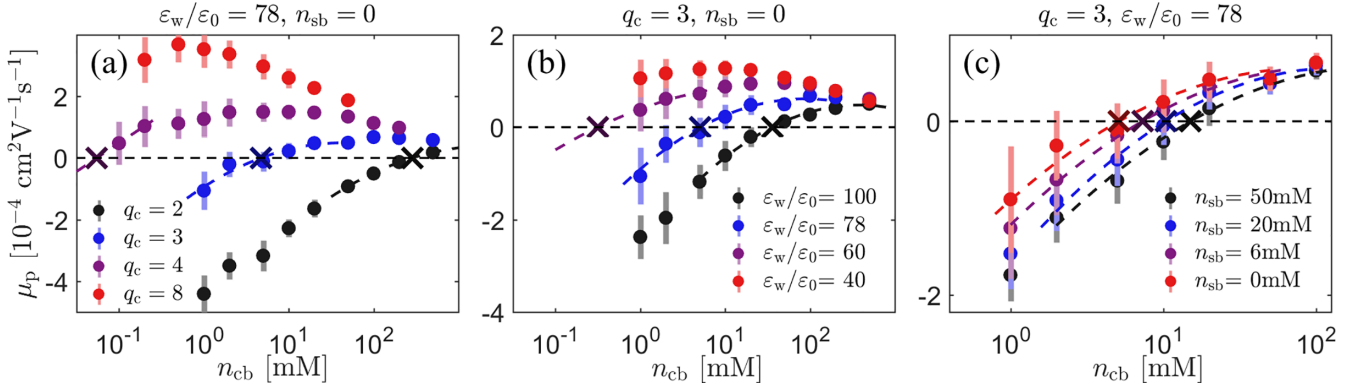 ε_w/ε_0 = 78, n_sb = 0
q_c = 3, n_sb = 0
q_c = 3, ε_w/ε_0 = 78
μ_p [10^-4 cm^2V^-1s^-1]
(a)
2
0
-2
-4
q_c = 2
q_c = 3
q_c = 4
q_c = 8
10^-1 10^0 10^1 10^2
n_cb [mM]
(b)
2
0
-2
-4
ε_w/ε_0 = 100
ε_w/ε_0 = 78
ε_w/ε_0 = 60
ε_w/ε_0 = 40
10^-1 10^0 10^1 10^2
n_cb [mM]
(c)
0
-2
n_sb = 50mM
n_sb = 20mM
n_sb = 6mM
n_sb = 0mM
10^0 10^1 10^2
n_cb [mM]